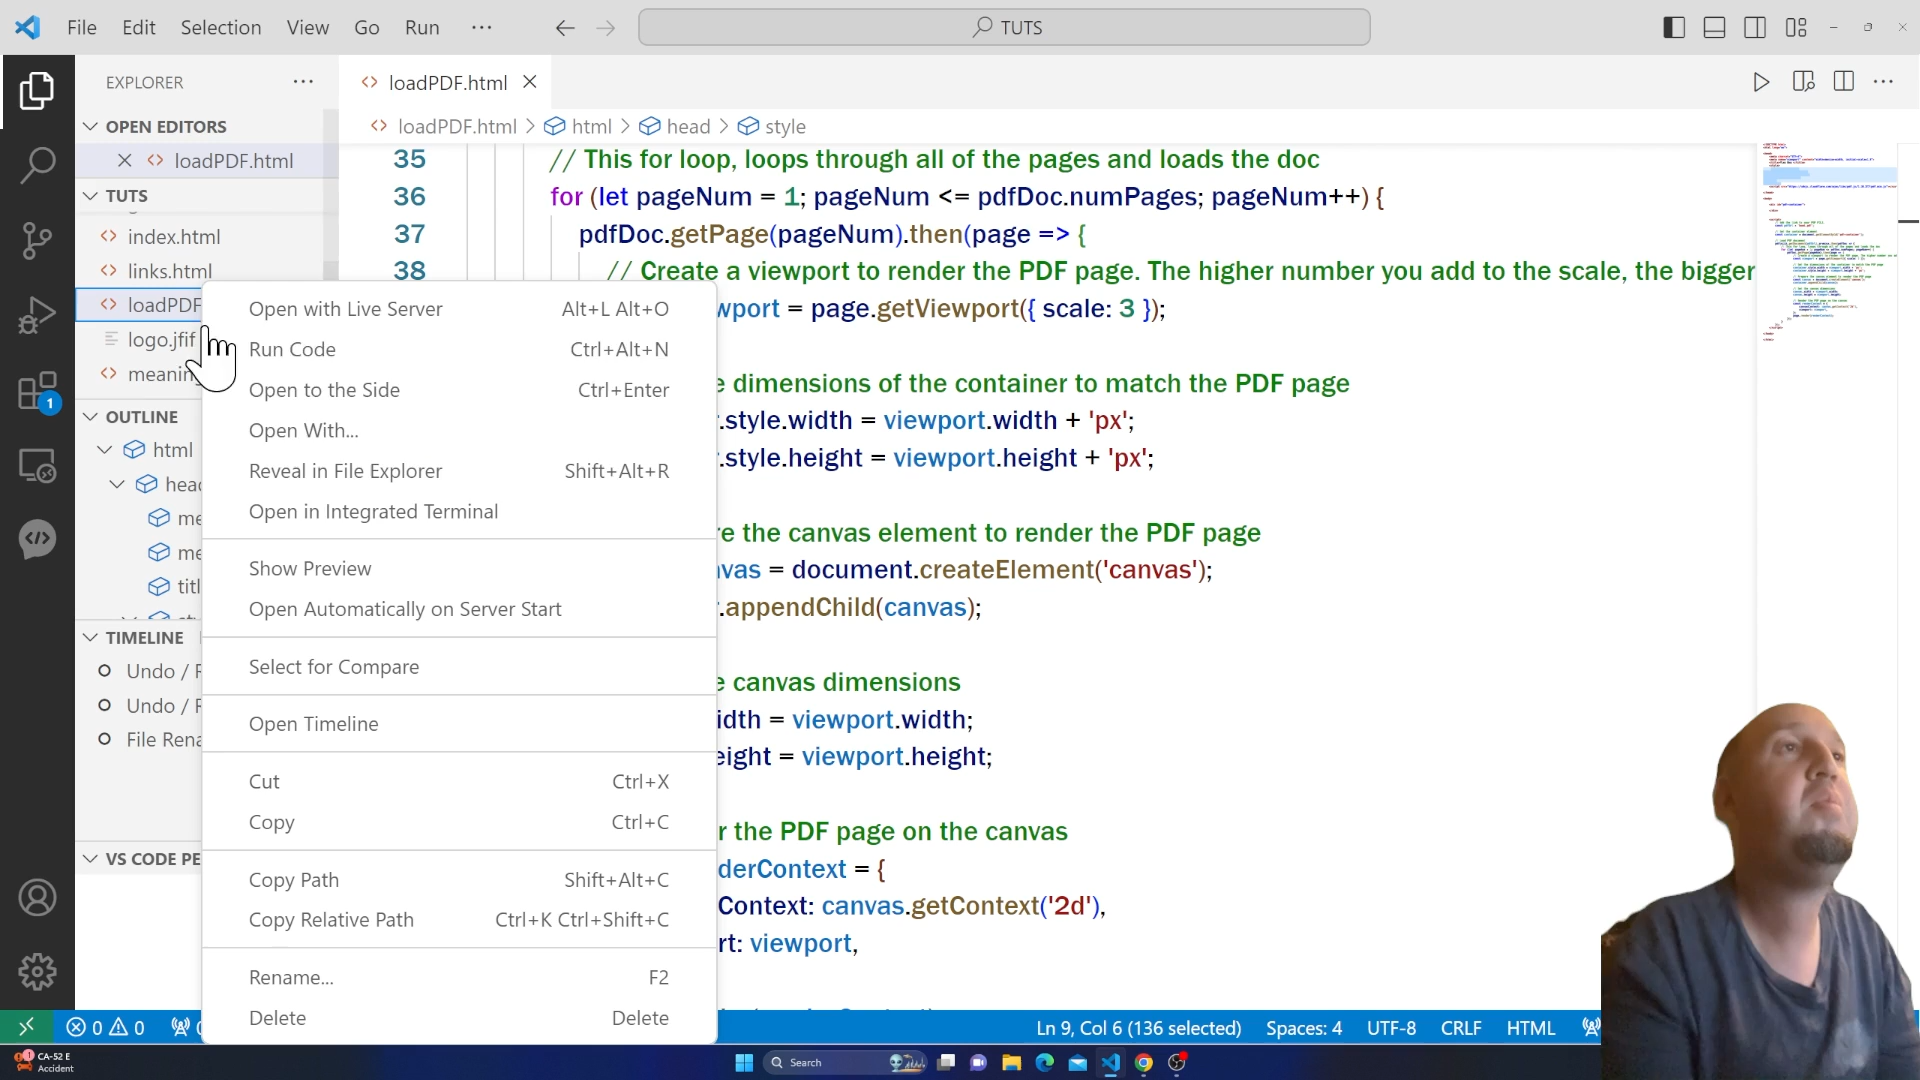 File Edit Selection View Go Run ··· TUTS
EXPLORER ···
loadPDF.html
OPEN EDITORS
loadPDF.html
TUTS
index.html
links.html
loadPDF
logo.jfif
meanin
OUTLINE
html
head
me
me
titl
TIMELINE
Undo / R
Undo / R
File Rena
VS CODE PE
1
loadPDF.html > html > head > style
35 // This for loop, loops through all of the pages and loads the doc
36 for (let pageNum = 1; pageNum <= pdfDoc.numPages; pageNum++) {
37 pdfDoc.getPage(pageNum).then(page => {
38 // Create a viewport to render the PDF page. The higher number you add to the scale, the bigger
wport = page.getViewport({ scale: 3 });
e dimensions of the container to match the PDF page
r.style.width = viewport.width + 'px';
r.style.height = viewport.height + 'px';
re the canvas element to render the PDF page
nvas = document.createElement('canvas');
r.appendChild(canvas);
e canvas dimensions
idth = viewport.width;
eight = viewport.height;
r the PDF page on the canvas
derContext = {
Context: canvas.getContext('2d'),
rt: viewport,
Open with Live Server Alt+L Alt+O
Run Code Ctrl+Alt+N
Open to the Side Ctrl+Enter
Open With...
Reveal in File Explorer Shift+Alt+R
Open in Integrated Terminal
Show Preview
Open Automatically on Server Start
Select for Compare
Open Timeline
Cut Ctrl+X
Copy Ctrl+C
Copy Path Shift+Alt+C
Copy Relative Path Ctrl+K Ctrl+Shift+C
Rename... F2
Delete Delete
0 0 Ln 9, Col 6 (136 selected) Spaces: 4 UTF-8 CRLF HTML
CA-52 E
Accident
Search